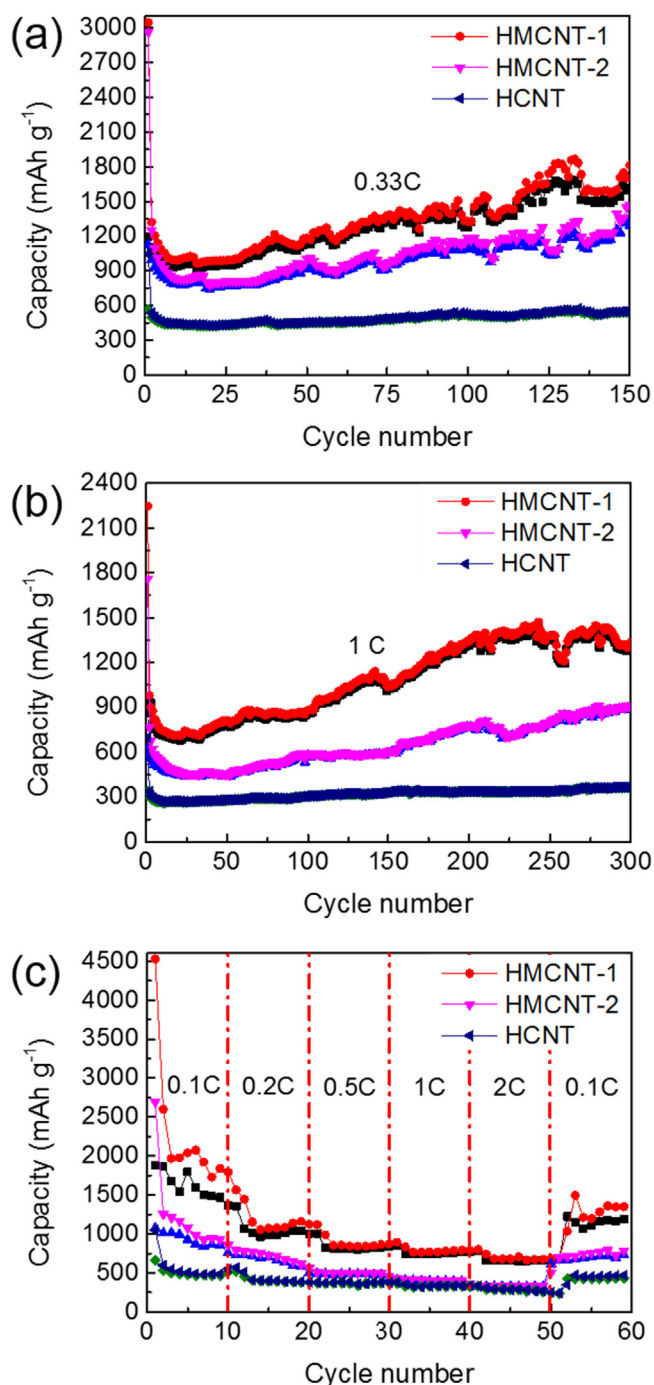 (a)
3000
2700
2400
2100
1800
1500
1200
900
600
300
0
Capacity (mAh g⁻¹)
HMCNT-1
HMCNT-2
HCNT
0.33C
0 25 50 75 100 125 150
Cycle number
(b)
2400
2100
1800
1500
1200
900
600
300
0
Capacity (mAh g⁻¹)
HMCNT-1
HMCNT-2
HCNT
1 C
0 50 100 150 200 250 300
Cycle number
(c)
4500
4000
3500
3000
2500
2000
1500
1000
500
0
Capacity (mAh g⁻¹)
HMCNT-1
HMCNT-2
HCNT
0.1C 0.2C 0.5C 1C 2C 0.1C
0 10 20 30 40 50 60
Cycle number